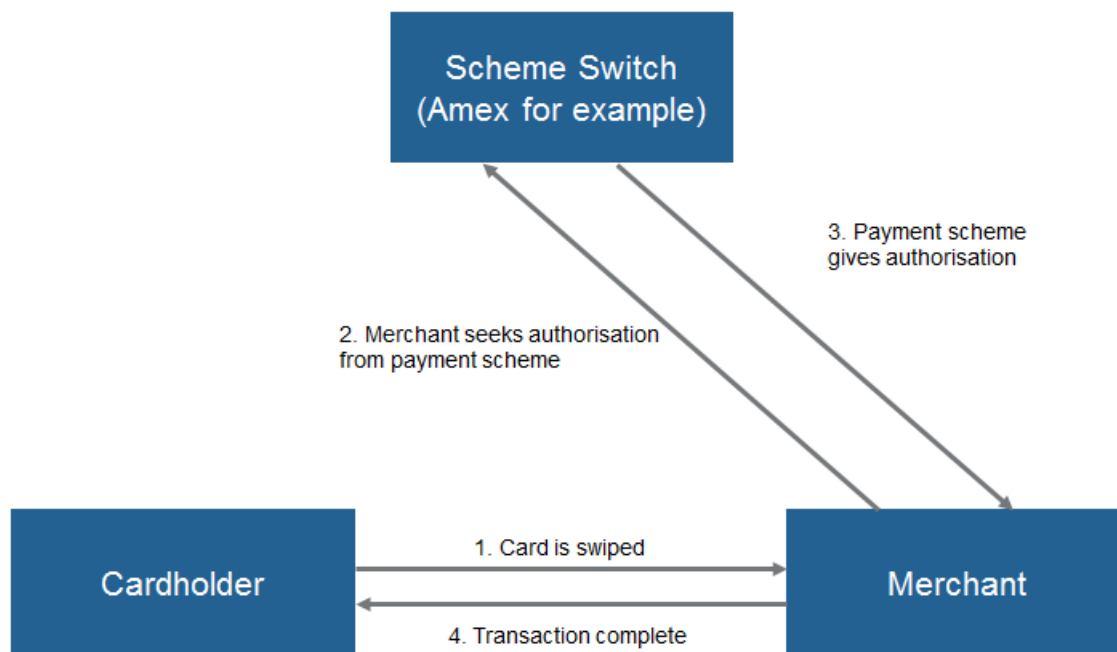 Scheme Switch
(Amex for example)
3. Payment scheme
gives authorisation
2. Merchant seeks authorisation
from payment scheme
1. Card is swiped
Cardholder
Merchant
4. Transaction complete